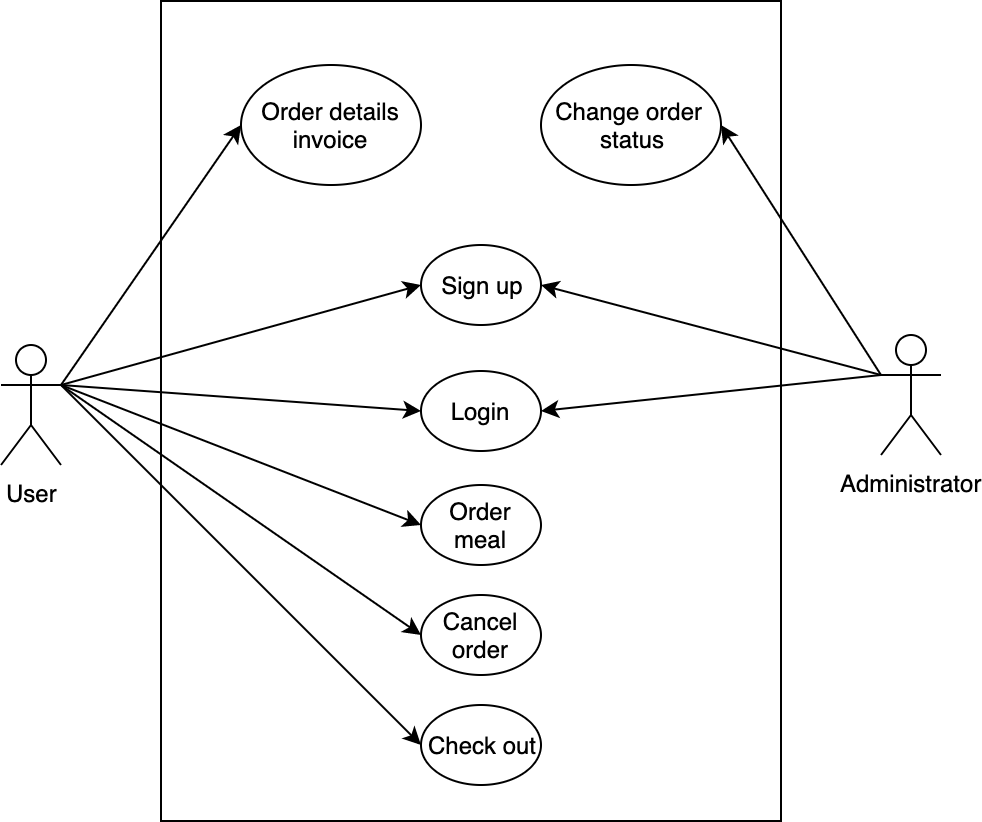 Order details
invoice
Change order
status
Sign up
Login
User
Administrator
Order
meal
Cancel
order
Check out